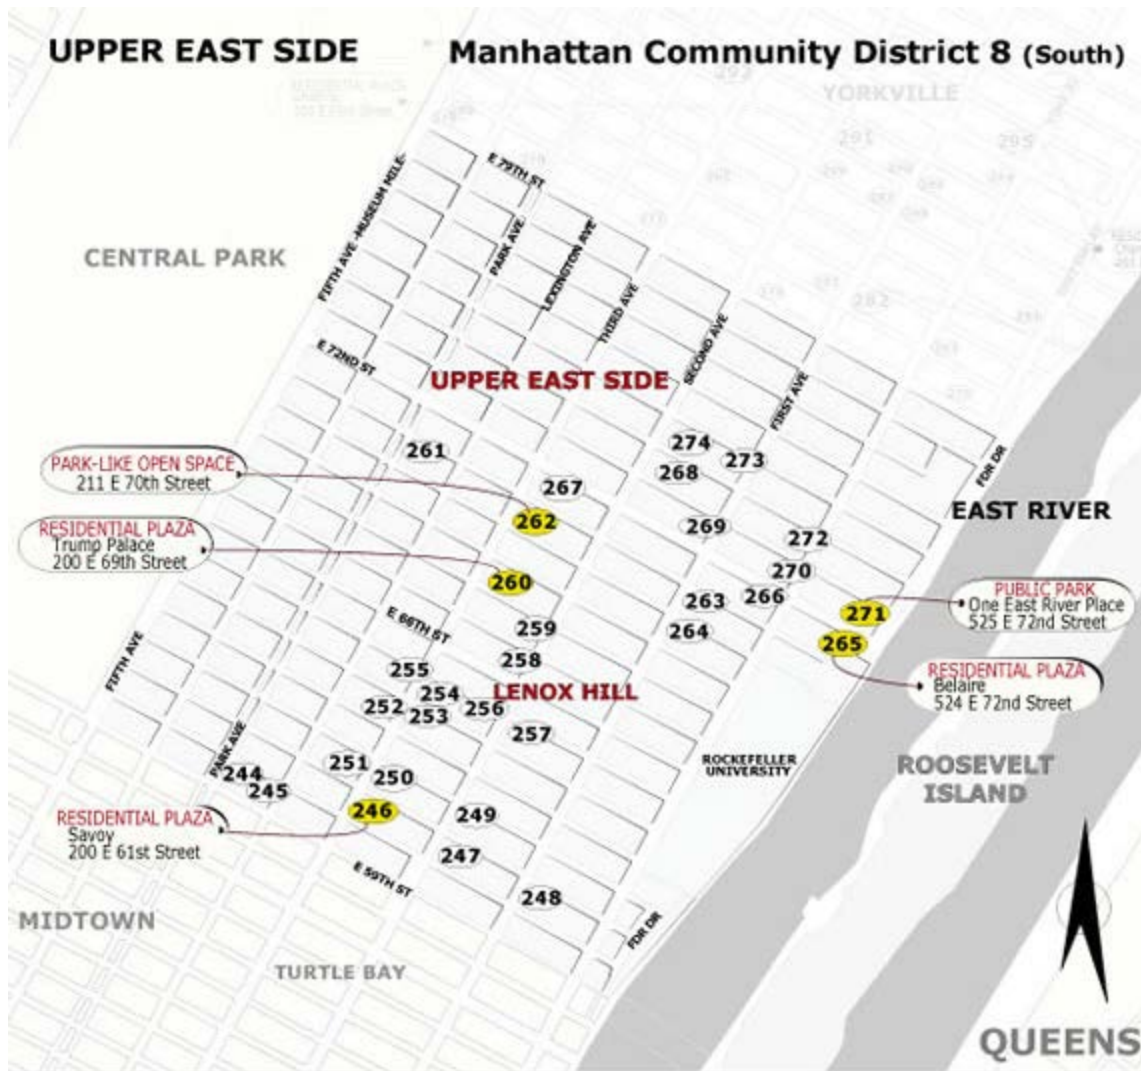 UPPER EAST SIDE
Manhattan Community District 8 (South)
293
YORKVILLE
291
295
E 79TH ST
FIFTH AVE -MUSEUM MILE-
CENTRAL PARK
PARK AVE
LEXINGTON AVE
THIRD AVE
282
SECOND AVE
E 72ND ST
UPPER EAST SIDE
FIRST AVE
261
274
273
268
FDR DR
PARK-LIKE OPEN SPACE
211 E 70th Street
267
262
EAST RIVER
269
272
RESIDENTIAL PLAZA
Trump Palace
200 E 69th Street
260
270
266
263
271
PUBLIC PARK
One East River Place
525 E 72nd Street
E 66TH ST
259
264
265
FIFTH AVE
258
255
RESIDENTIAL PLAZA
Belaire
524 E 72nd Street
254
LENOX HILL
252
253
256
257
PARK AVE
251
250
244
245
ROCKEFELLER
UNIVERSITY
ROOSEVELT
ISLAND
246
249
RESIDENTIAL PLAZA
Savoy
200 E 61st Street
247
E 59TH ST
248
FDR DR
MIDTOWN
TURTLE BAY
QUEENS